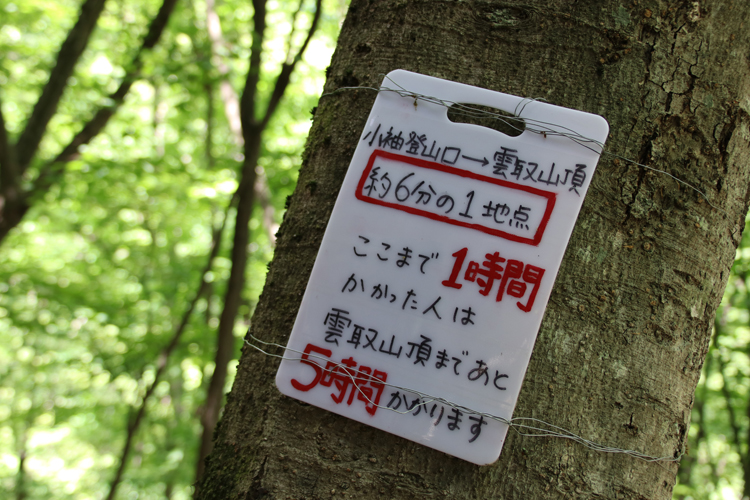 小袖登山口→雲取山頂
約6分の1地点
ここまで1時間
かかった人は
雲取山頂まであと
5時間かかります